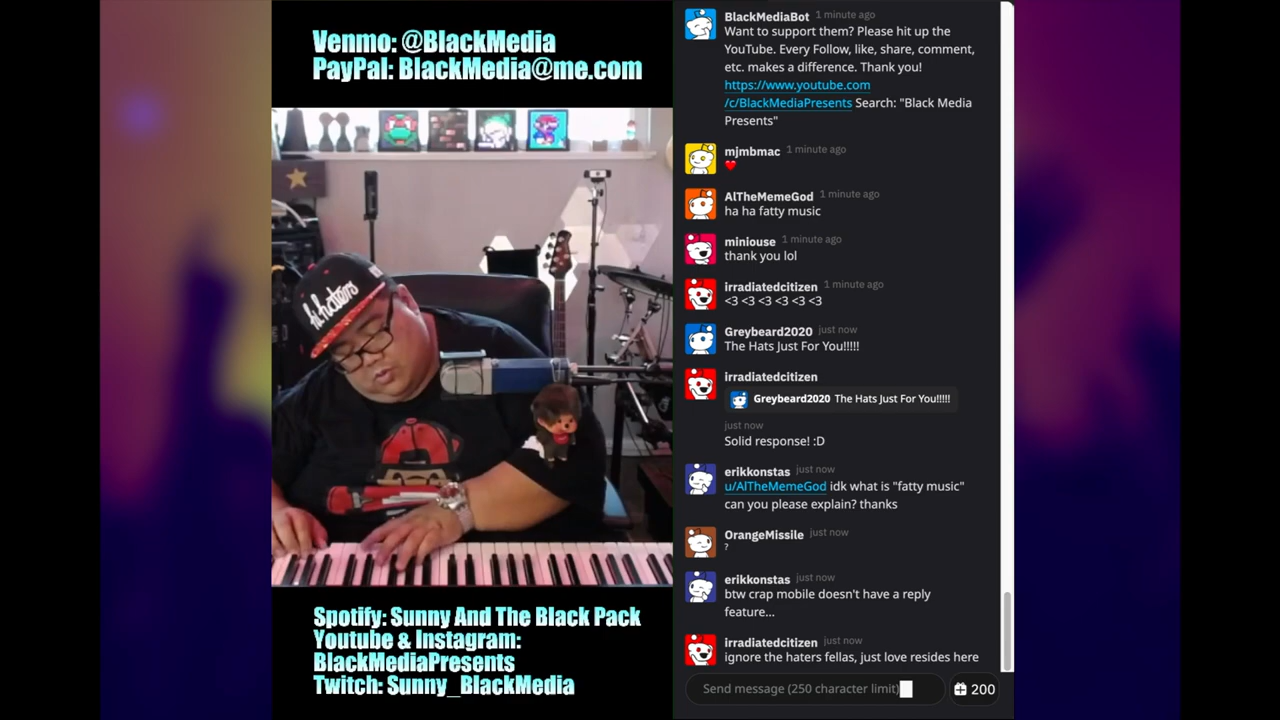 Venmo: @BlackMedia
PayPal: BlackMedia@me.com
hi haters
Spotify: Sunny And The Black Pack
Youtube & Instagram:
BlackMediaPresents
Twitch: Sunny_BlackMedia
BlackMediaBot 1 minute ago
Want to support them? Please hit up the
YouTube. Every Follow, like, share, comment,
etc. makes a difference. Thank you!
https://www.youtube.com
/c/BlackMediaPresents Search: "Black Media
Presents"
mjmbmac 1 minute ago
❤️
AlTheMemeGod 1 minute ago
ha ha fatty music
miniouse 1 minute ago
thank you lol
irradiatedcitizen 1 minute ago
<3 <3 <3 <3 <3 <3
Greybeard2020 just now
The Hats Just For You!!!!!
irradiatedcitizen
Greybeard2020 The Hats Just For You!!!!!
just now
Solid response! :D
erikkonstas just now
u/AlTheMemeGod idk what is "fatty music"
can you please explain? thanks
OrangeMissile just now
?
erikkonstas just now
btw crap mobile doesn't have a reply
feature...
irradiatedcitizen just now
ignore the haters fellas, just love resides here
Send message (250 character limit)
200